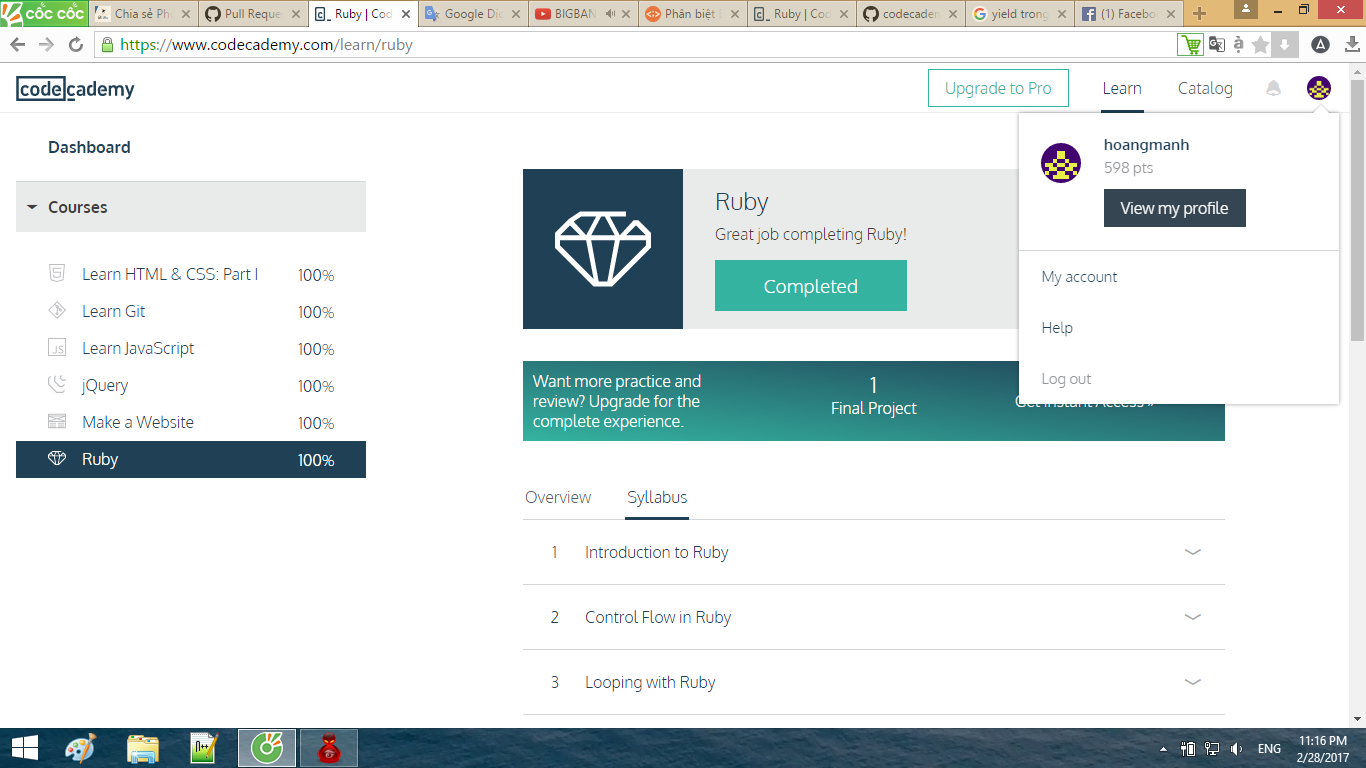 cốc cốc
Chia sẻ Ph
Pull Reque
Ruby | Cod
Google Dịc
BIGBAN
Phân biệt
Ruby | Cod
codecadem
yield trong
(1) Facebo
https://www.codecademy.com/learn/ruby
codecademy
Upgrade to Pro
Learn
Catalog
Dashboard
Courses
Learn HTML & CSS: Part I 100%
Learn Git 100%
Learn JavaScript 100%
jQuery 100%
Make a Website 100%
Ruby 100%
Ruby
Great job completing Ruby!
Completed
hoangmanh
598 pts
View my profile
My account
Help
Log out
Want more practice and
review? Upgrade for the
complete experience.
1
Final Project
Get Instant Access »
Overview
Syllabus
1 Introduction to Ruby
2 Control Flow in Ruby
3 Looping with Ruby
ENG
11:16 PM
2/28/2017